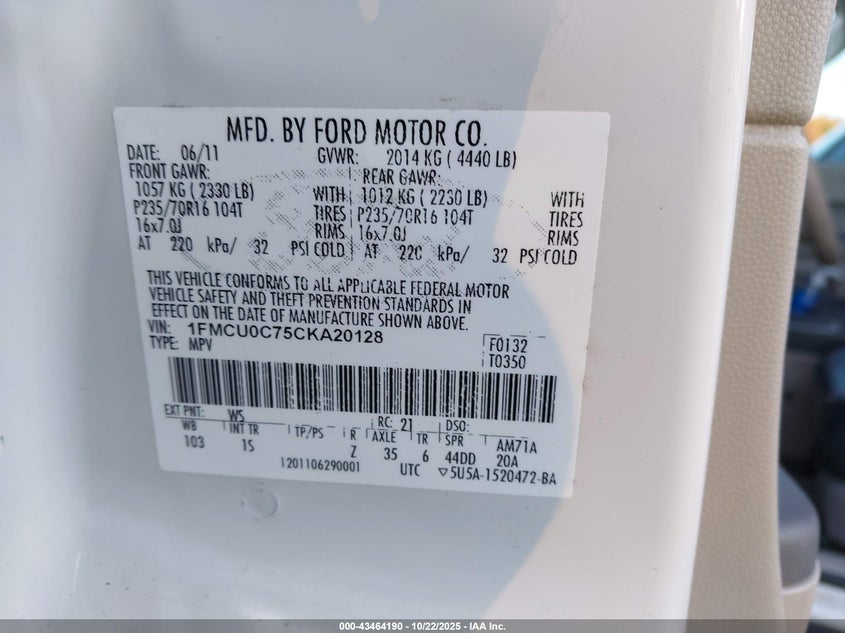 MFD. BY FORD MOTOR CO.
DATE: 06/11 GVWR: 2014 KG ( 4440 LB)
FRONT GAWR: REAR GAWR:
1057 KG ( 2330 LB) WITH 1012 KG ( 2230 LB) WITH
P235/70R16 104T TIRES P235/70R16 104T TIRES
16x7.0J RIMS 16x7.0J RIMS
AT 220 kPa/ 32 PSI COLD AT 220 kPa/ 32 PSI COLD
THIS VEHICLE CONFORMS TO ALL APPLICABLE FEDERAL MOTOR
VEHICLE SAFETY AND THEFT PREVENTION STANDARDS IN
EFFECT ON THE DATE OF MANUFACTURE SHOWN ABOVE.
VIN: 1FMCU0C75CKA20128 F0132
TYPE: MPV T0350
EXT PNT: WS RC: 21 DSO:
WB INT TR TP/PS R AXLE TR SPR AM71A
103 1S Z 35 6 44DD 20A
1201106290001 UTC ▽5U5A-1520472-BA
000-43464190 - 10/22/2025 - IAA Inc.